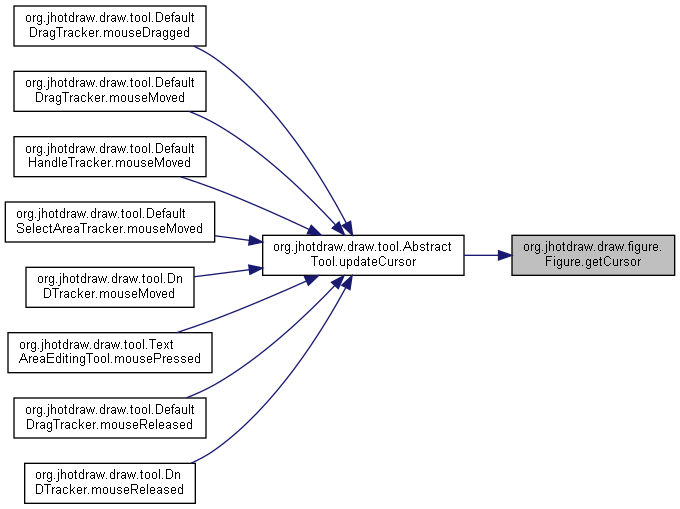 org.jhotdraw.draw.tool.Default
DragTracker.mouseDragged
org.jhotdraw.draw.tool.Default
DragTracker.mouseMoved
org.jhotdraw.draw.tool.Default
HandleTracker.mouseMoved
org.jhotdraw.draw.tool.Default
SelectAreaTracker.mouseMoved
org.jhotdraw.draw.tool.Dn
DTracker.mouseMoved
org.jhotdraw.draw.tool.Text
AreaEditingTool.mousePressed
org.jhotdraw.draw.tool.Default
DragTracker.mouseReleased
org.jhotdraw.draw.tool.Dn
DTracker.mouseReleased
org.jhotdraw.draw.tool.Abstract
Tool.updateCursor
org.jhotdraw.draw.figure.
Figure.getCursor